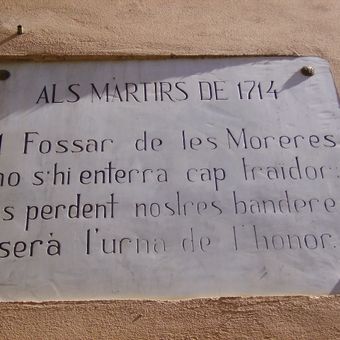 ALS MÀRTIRS DE 1714
l Fossar de les Moreres
no s'hi enterra cap traïdor:
s perdent nostres bandere
serà l'urna de l'honor.